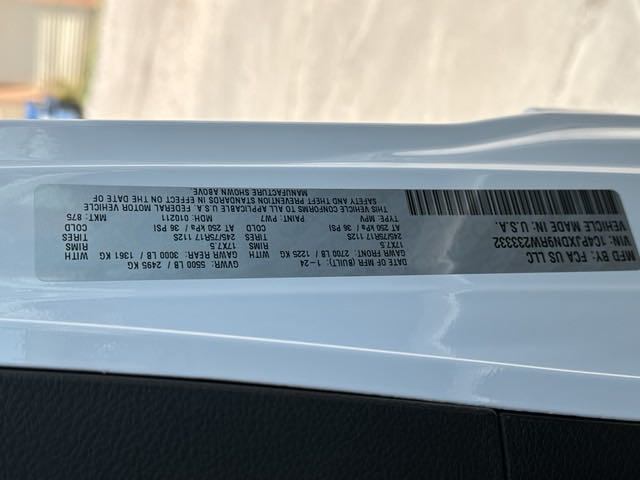 MFD BY: FCA US LLC
DATE OF MFR (BUILT): 1-24
GVWR: 5500 LB / 2495 KG
GAWR FRONT: 2700 LB / 1225 KG WITH
GAWR REAR: 3000 LB / 1361 KG WITH
17X7.5 RIMS
17X7.5 RIMS
245/75R17 112S TIRES
245/75R17 112S TIRES
AT 250 kPa / 36 PSI COLD
AT 250 kPa / 36 PSI COLD
VIN: 1C4PJXDN9RW233332
TYPE: MPV
PAINT: PW7
MDH: 010211
MKT: 875
VEHICLE MADE IN U.S.A.
THIS VEHICLE CONFORMS TO ALL APPLICABLE U.S.A. FEDERAL MOTOR VEHICLE
SAFETY AND THEFT PREVENTION STANDARDS IN EFFECT ON THE DATE OF
MANUFACTURE SHOWN ABOVE